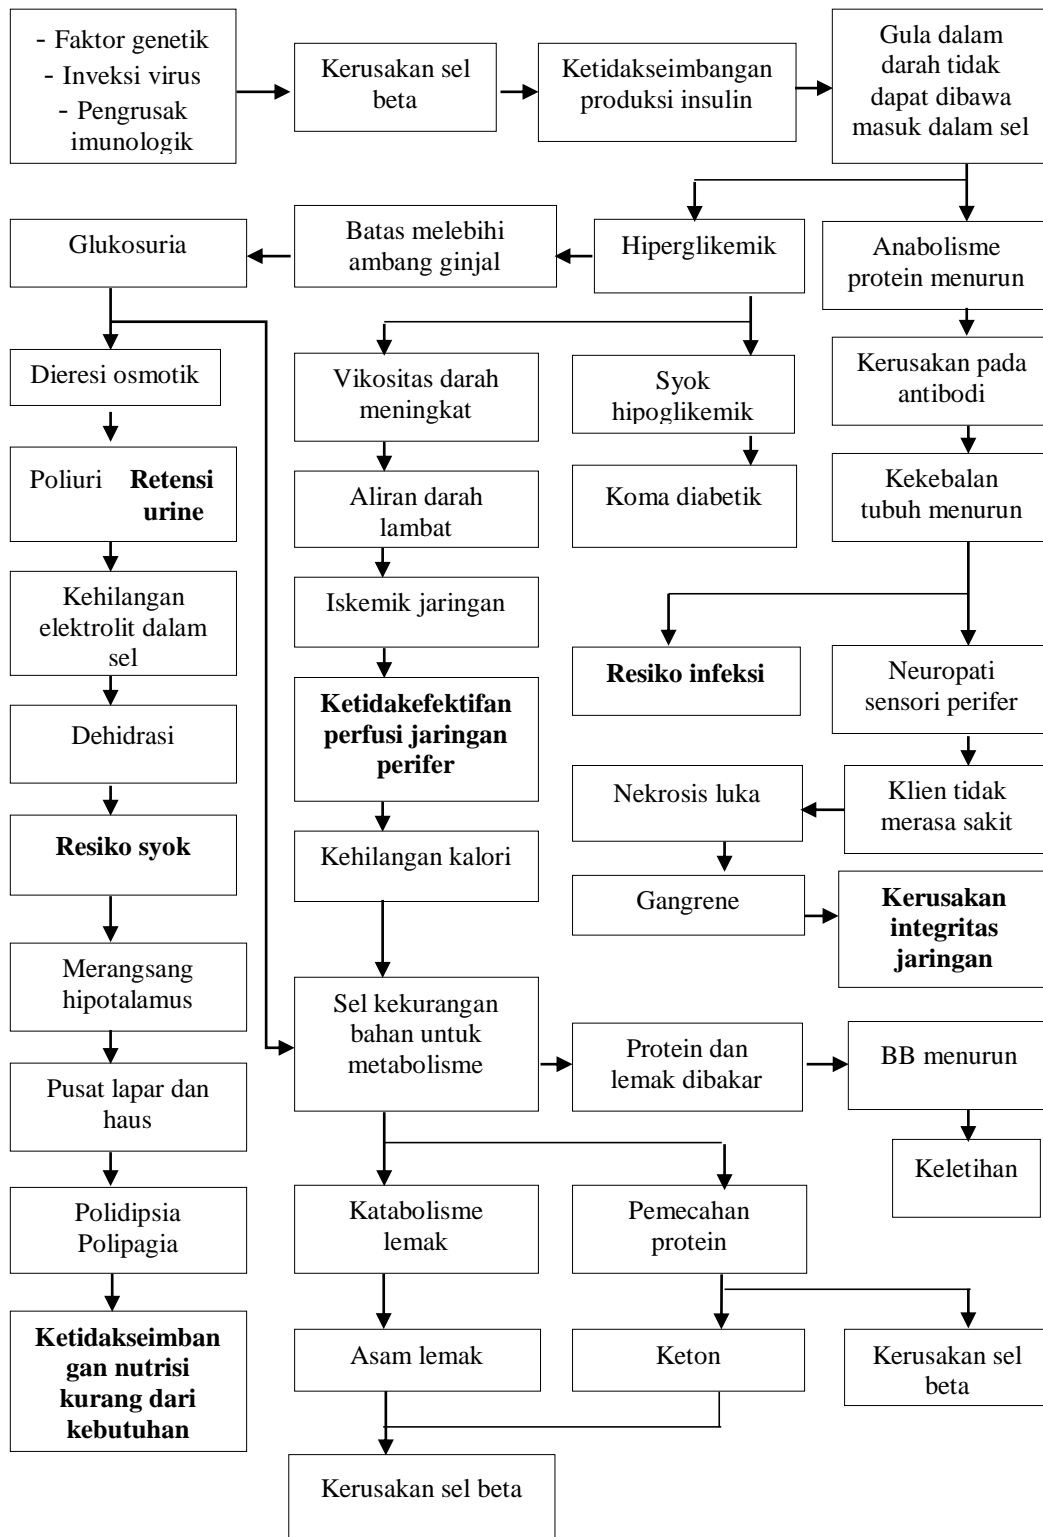 - Faktor genetik
- Inveksi virus
- Pengrusak
imunologik
Kerusakan sel
beta
Ketidakseimbangan
produksi insulin
Gula dalam
darah tidak
dapat dibawa
masuk dalam sel
Glukosuria
Batas melebihi
ambang ginjal
Hiperglikemik
Anabolisme
protein menurun
Dieresi osmotik
Vikositas darah
meningkat
Syok
hipoglikemik
Kerusakan pada
antibodi
Poliuri
Retensi
urine
Aliran darah
lambat
Koma diabetik
Kekebalan
tubuh menurun
Kehilangan
elektrolit dalam
sel
Iskemik jaringan
Resiko infeksi
Neuropati
sensori perifer
Dehidrasi
Ketidakefektifan
perfusi jaringan
perifer
Nekrosis luka
Klien tidak
merasa sakit
Resiko syok
Kehilangan kalori
Gangrene
Kerusakan
integritas
jaringan
Merangsang
hipotalamus
Sel kekurangan
bahan untuk
metabolisme
Protein dan
lemak dibakar
BB menurun
Pusat lapar dan
haus
Keletihan
Polidipsia
Polipagia
Katabolisme
lemak
Pemecahan
protein
Ketidakseimban
gan nutrisi
kurang dari
kebutuhan
Asam lemak
Keton
Kerusakan sel
beta
Kerusakan sel beta